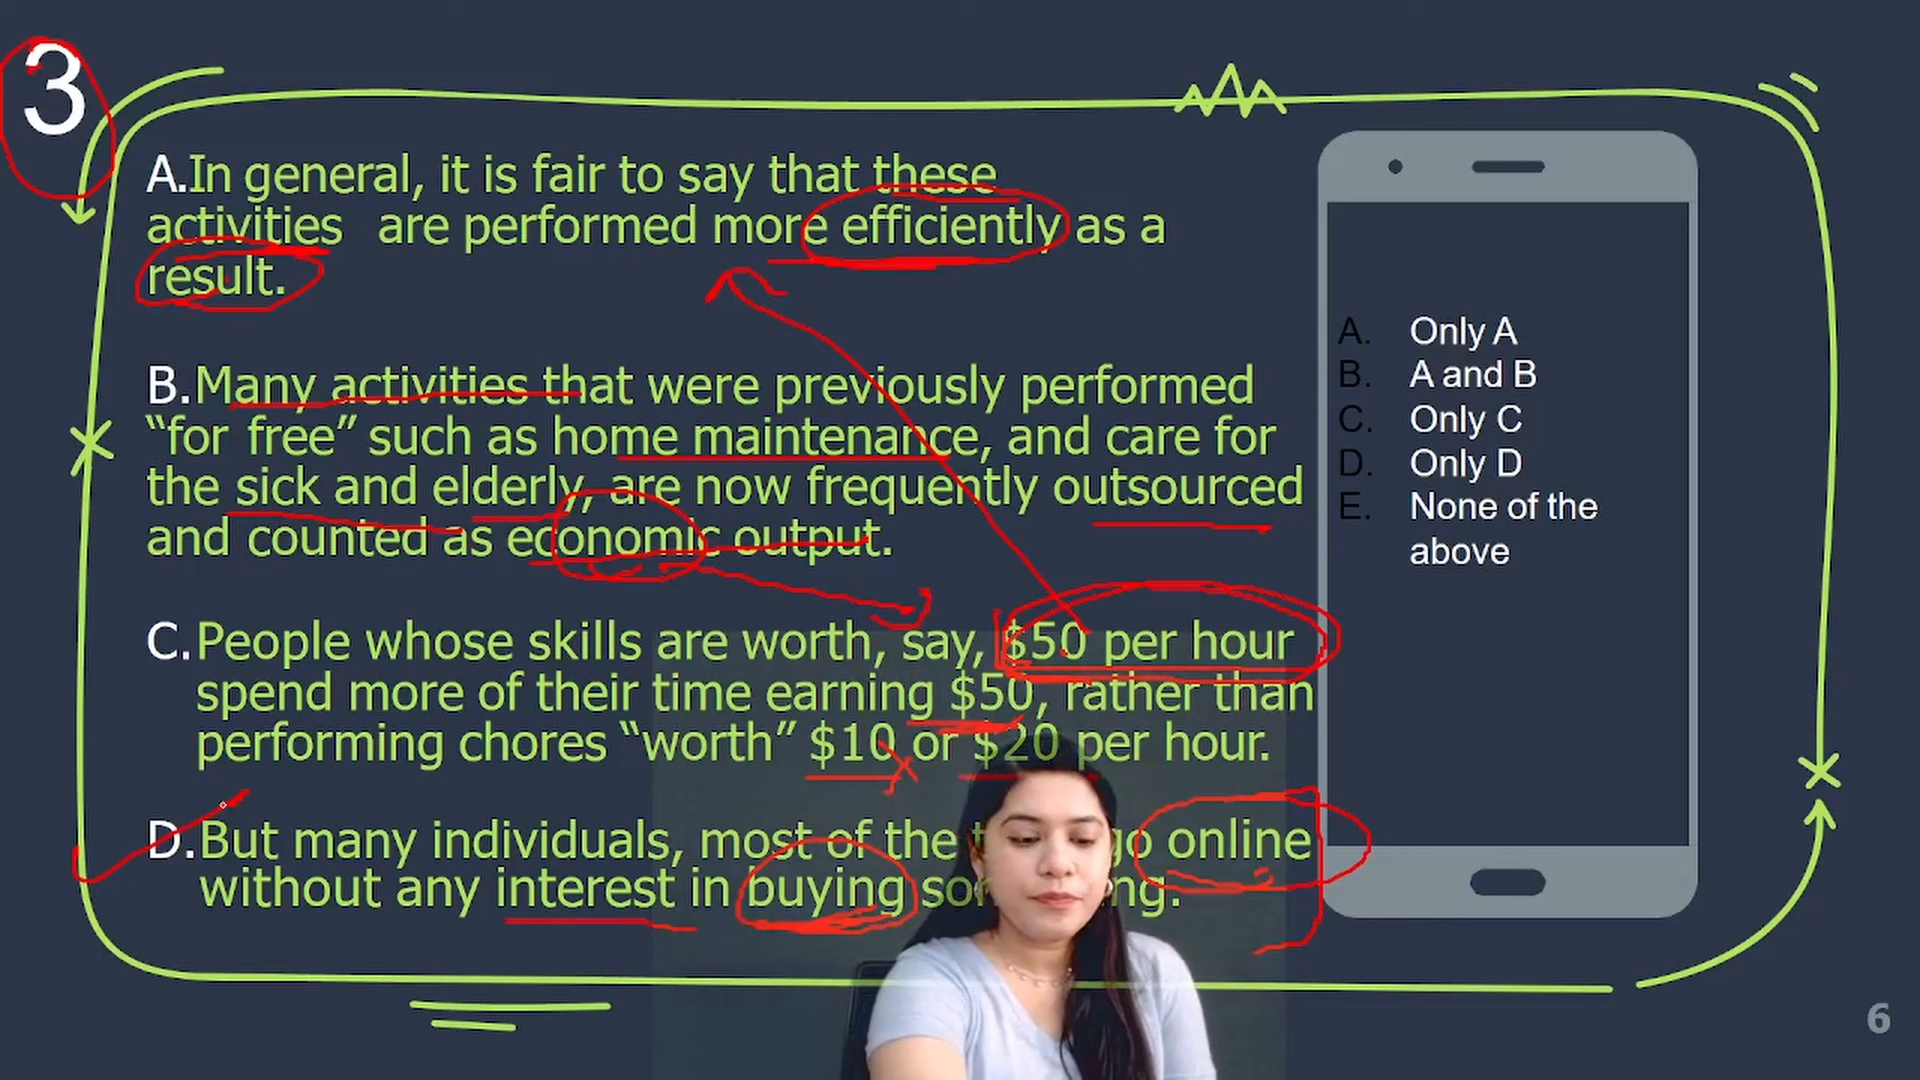 3
A.In general, it is fair to say that these
activities are performed more efficiently as a
result.
B.Many activities that were previously performed
“for free” such as home maintenance, and care for
the sick and elderly, are now frequently outsourced
and counted as economic output.
C.People whose skills are worth, say, $50 per hour
spend more of their time earning $50, rather than
performing chores “worth” $10 or $20 per hour.
D.But many individuals, most of the go online
without any interest in buying
A. Only A
B. A and B
C. Only C
D. Only D
E. None of the
above
6